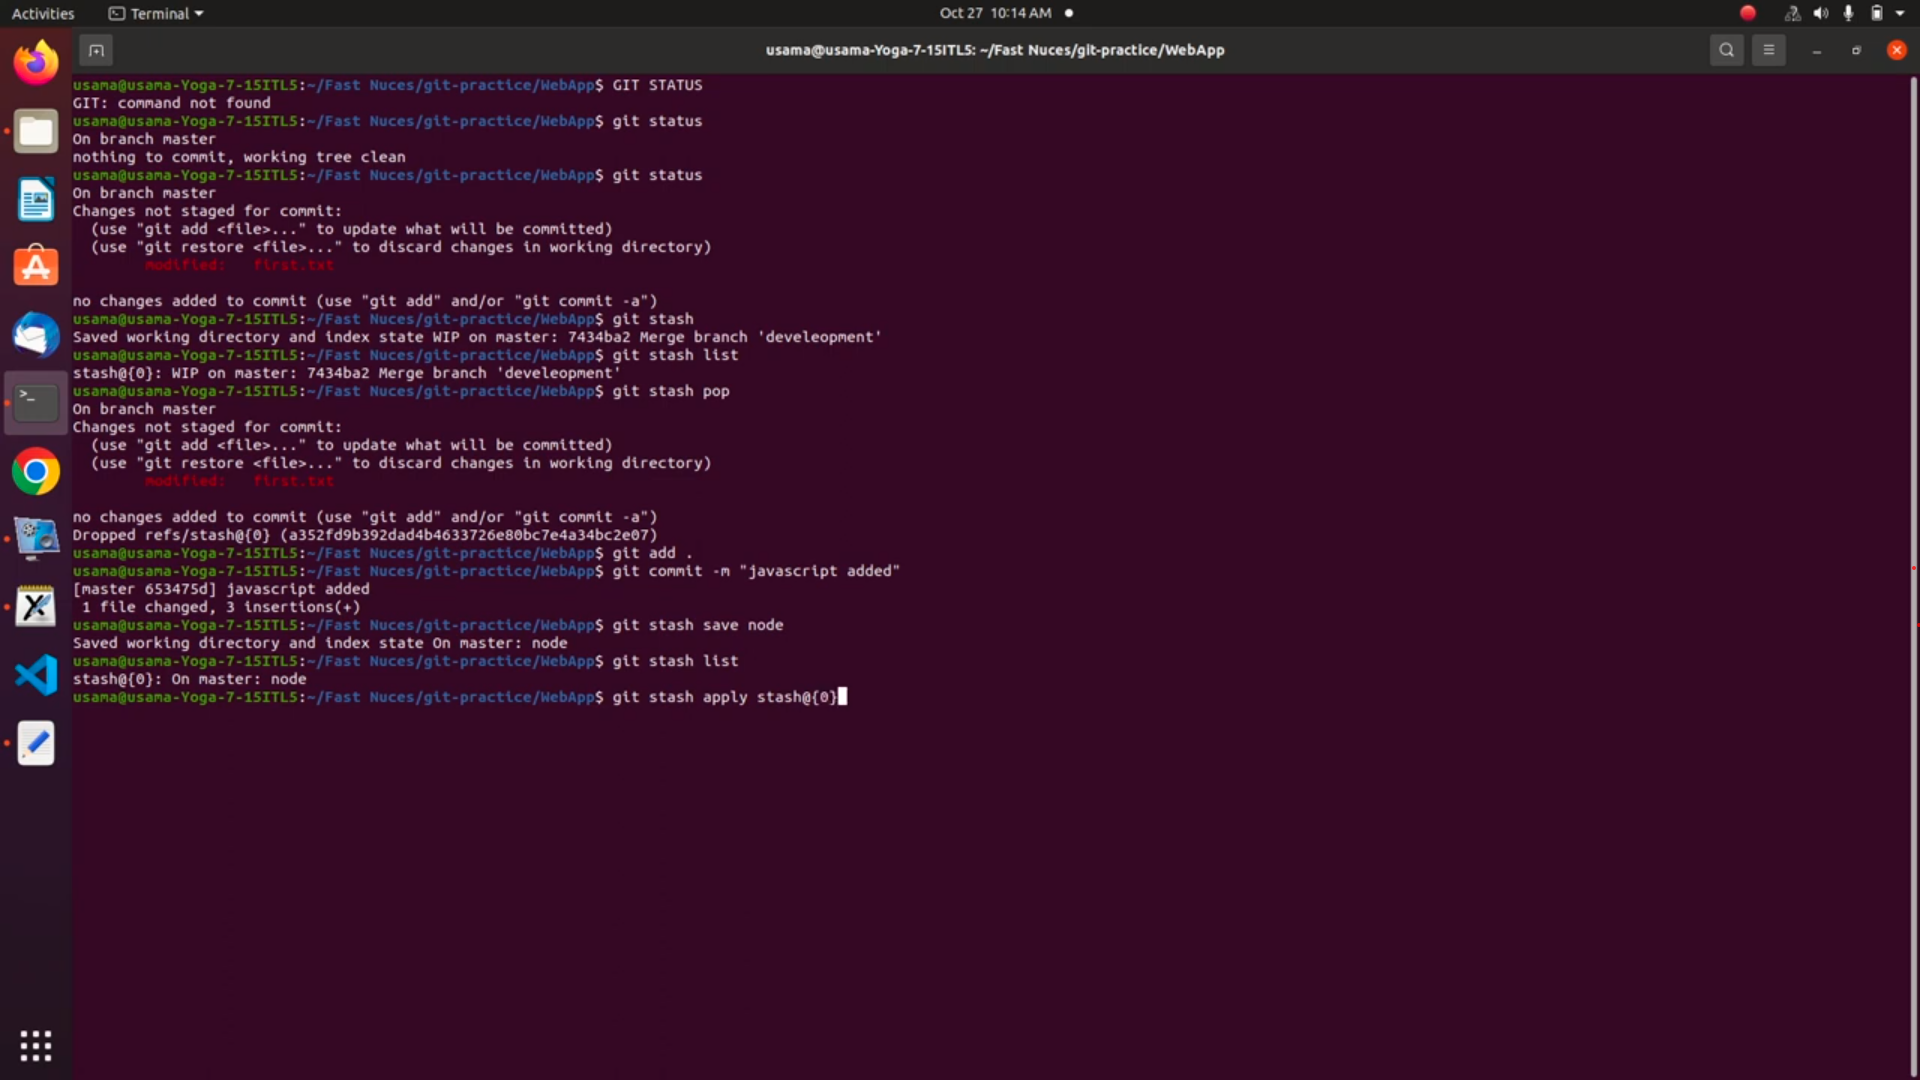 Activities
Terminal
Oct 27 10:14 AM
usama@usama-Yoga-7-15ITL5: ~/Fast Nuces/git-practice/WebApp
usama@usama-Yoga-7-15ITL5:~/Fast Nuces/git-practice/WebApp$ GIT STATUS
GIT: command not found
usama@usama-Yoga-7-15ITL5:~/Fast Nuces/git-practice/WebApp$ git status
On branch master
nothing to commit, working tree clean
usama@usama-Yoga-7-15ITL5:~/Fast Nuces/git-practice/WebApp$ git status
On branch master
Changes not staged for commit:
  (use "git add <file>..." to update what will be committed)
  (use "git restore <file>..." to discard changes in working directory)
        modified:   first.txt

no changes added to commit (use "git add" and/or "git commit -a")
usama@usama-Yoga-7-15ITL5:~/Fast Nuces/git-practice/WebApp$ git stash
Saved working directory and index state WIP on master: 7434ba2 Merge branch 'develeopment'
usama@usama-Yoga-7-15ITL5:~/Fast Nuces/git-practice/WebApp$ git stash list
stash@{0}: WIP on master: 7434ba2 Merge branch 'develeopment'
usama@usama-Yoga-7-15ITL5:~/Fast Nuces/git-practice/WebApp$ git stash pop
On branch master
Changes not staged for commit:
  (use "git add <file>..." to update what will be committed)
  (use "git restore <file>..." to discard changes in working directory)
        modified:   first.txt

no changes added to commit (use "git add" and/or "git commit -a")
Dropped refs/stash@{0} (a352fd9b392dad4b4633726e80bc7e4a34bc2e07)
usama@usama-Yoga-7-15ITL5:~/Fast Nuces/git-practice/WebApp$ git add .
usama@usama-Yoga-7-15ITL5:~/Fast Nuces/git-practice/WebApp$ git commit -m "javascript added"
[master 653475d] javascript added
 1 file changed, 3 insertions(+)
usama@usama-Yoga-7-15ITL5:~/Fast Nuces/git-practice/WebApp$ git stash save node
Saved working directory and index state On master: node
usama@usama-Yoga-7-15ITL5:~/Fast Nuces/git-practice/WebApp$ git stash list
stash@{0}: On master: node
usama@usama-Yoga-7-15ITL5:~/Fast Nuces/git-practice/WebApp$ git stash apply stash@{0}